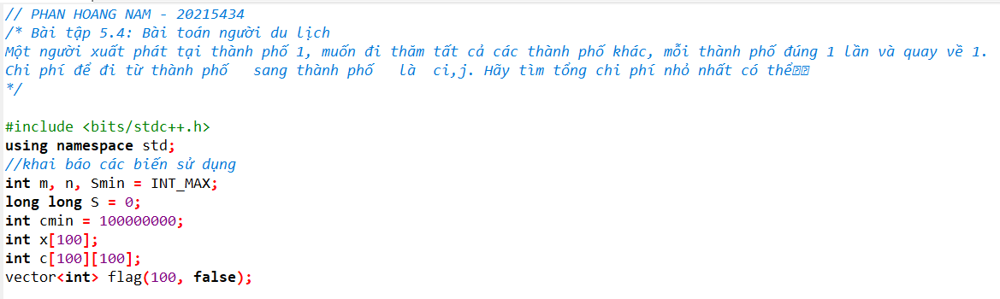 // PHAN HOANG NAM - 20215434
/* Bài tập 5.4: Bài toán người du lịch
Một người xuất phát tại thành phố 1, muốn đi thăm tất cả các thành phố khác, mỗi thành phố đúng 1 lần và quay về 1.
Chi phí để đi từ thành phố   sang thành phố   là  ci,j. Hãy tìm tổng chi phí nhỏ nhất có thể
*/
#include <bits/stdc++.h>
using namespace std;
//khai báo các biến sử dụng
int m, n, Smin = INT_MAX;
long long S = 0;
int cmin = 100000000;
int x[100];
int c[100][100];
vector<int> flag(100, false);